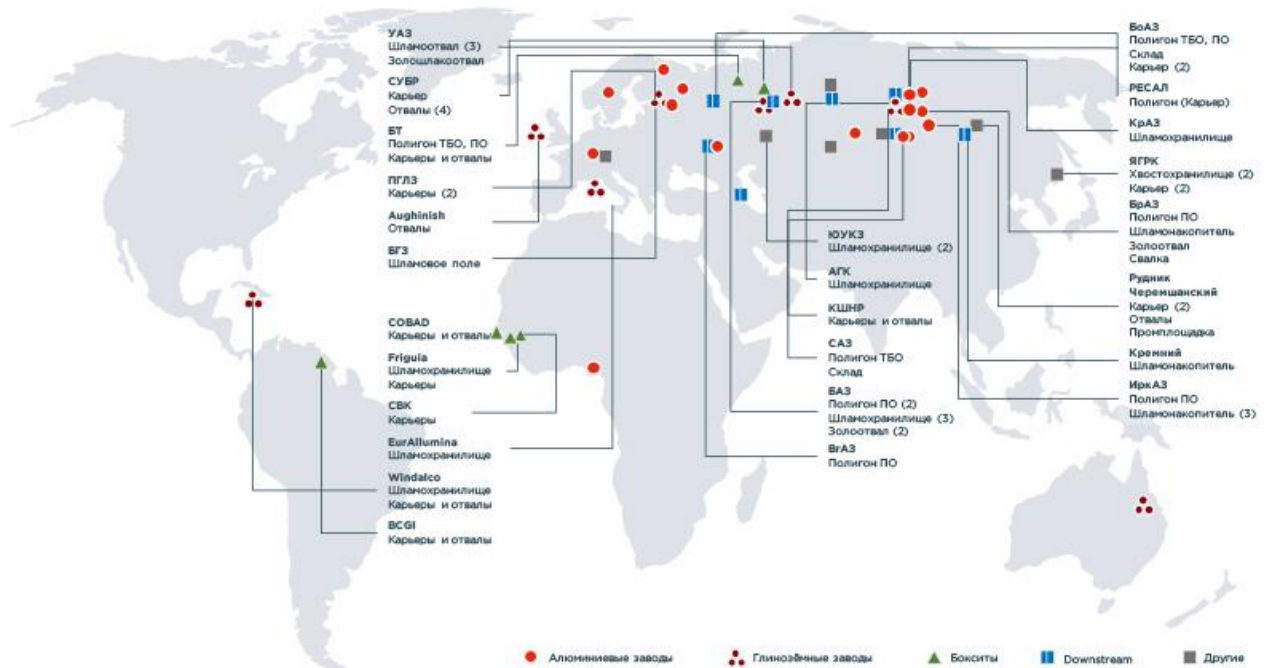 УАЗ
Шламоотвал (3)
Золошлакоотвал
СУБР
Карьер
Отвалы (4)
БТ
Полигон ТБО, ПО
Карьеры и отвалы
ПГЛЗ
Карьеры (2)
Aughinish
Отвалы
БГЗ
Шламовое поле
COBAD
Карьеры и отвалы
Friguia
Шламохранилище
Карьеры
СВК
Карьеры
EurAllumina
Шламохранилище
Windalco
Шламохранилище
Карьеры и отвалы
BCGI
Карьеры и отвалы
ЮУКЗ
Шламохранилище (2)
АГК
Шламохранилище
КШНР
Карьеры и отвалы
САЗ
Полигон ТБО
Склад
БАЗ
Полигон ПО (2)
Шламохранилище (3)
Золоотвал (2)
ВгАЗ
Полигон ПО
БоАЗ
Полигон ТБО, ПО
Склад
Карьер (2)
РЕСАЛ
Полигон (Карьер)
КрАЗ
Шламохранилище
ЯГРК
Хвостохранилище (2)
Карьер (2)
БрАЗ
Полигон ПО
Шламонакопитель
Золоотвал
Свалка
Рудник
Черемшанский
Карьер (2)
Отвалы
Промплощадка
Кремний
Шламонакопитель
ИркАЗ
Полигон ПО
Шламонакопитель (3)
Алюминиевые заводы
Глинозёмные заводы
Бокситы
Downstream
Другие